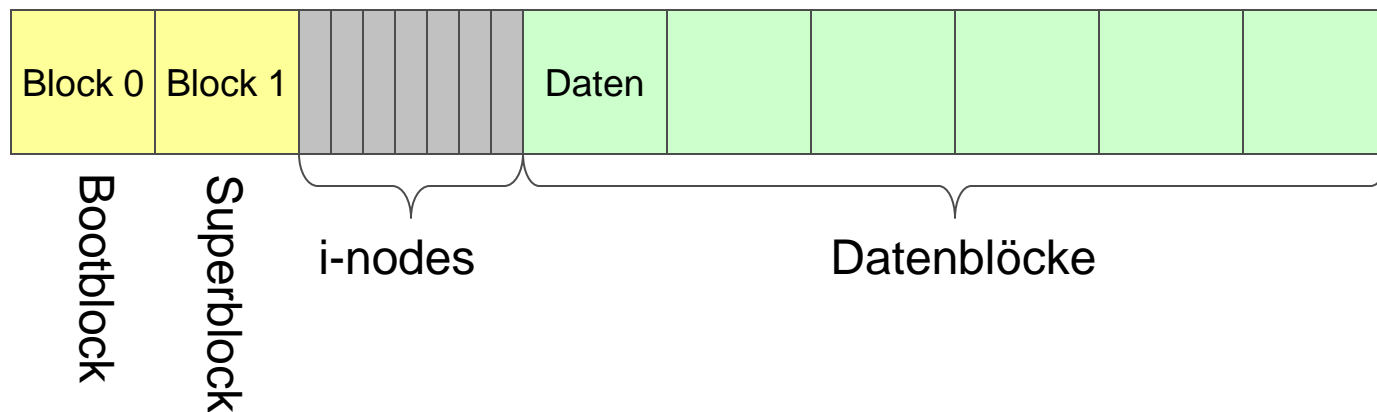 Block 0
Block 1
Daten
Bootblock
Superblock
i-nodes
Datenblöcke